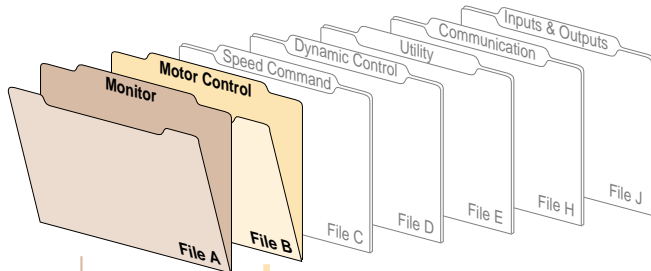 Monitor
Motor Control
Speed Command
Dynamic Control
Utility
Communication
Inputs & Outputs
File A
File B
File C
File D
File E
File H
File J